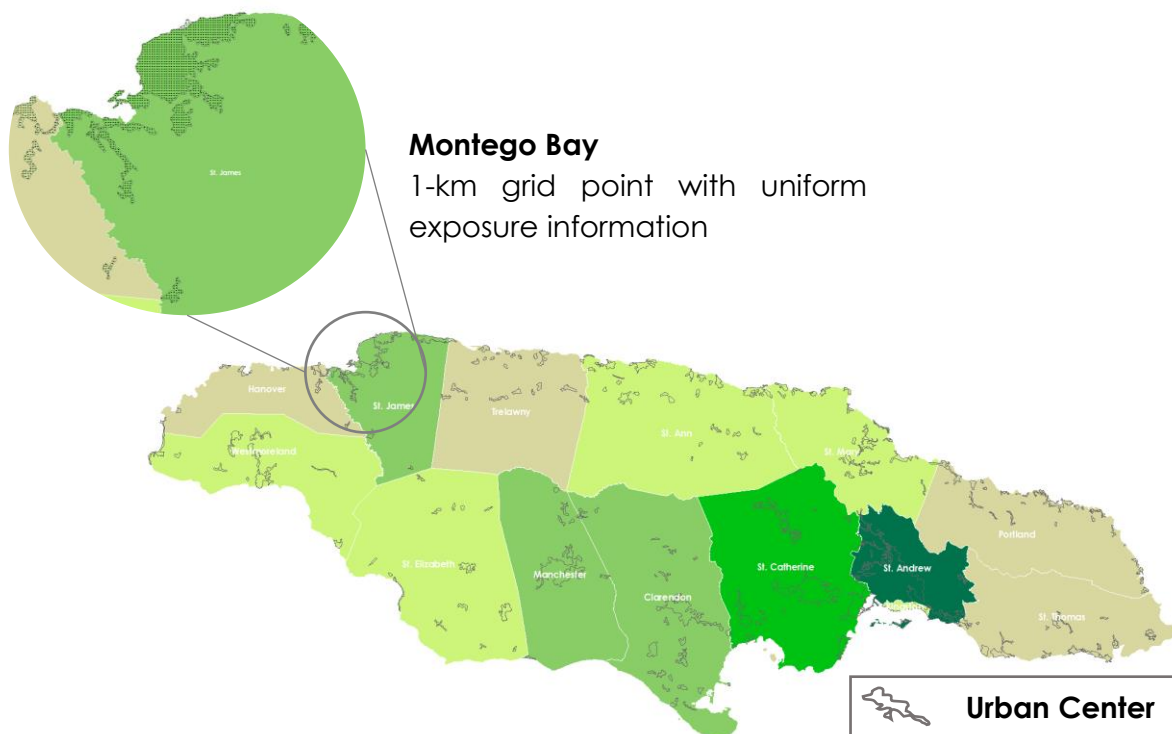 St. James
Montego Bay
1-km grid point with uniform
exposure information
Hanover
St. James
Trelawny
St. Ann
Westmoreland
St. Mary
St. Elisabeth
Manchester
Clarendon
St. Catherine
St. Andrew
Portland
St. Thomas
Urban Center